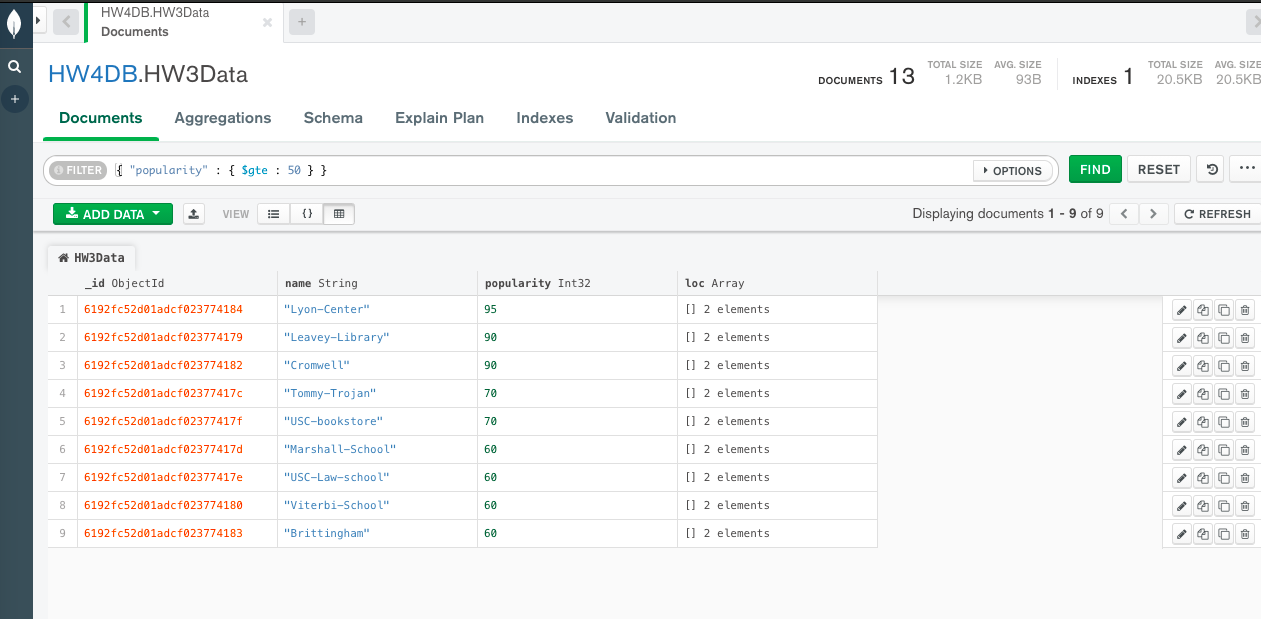 HW4DB.HW3Data
Documents
HW4DB.HW3Data
DOCUMENTS 13 TOTAL SIZE 1.2KB AVG. SIZE 93B INDEXES 1 TOTAL SIZE 20.5KB AVG. SIZE 20.5KB
Documents Aggregations Schema Explain Plan Indexes Validation
FILTER { "popularity" : { $gte : 50 } } OPTIONS FIND RESET
ADD DATA VIEW {} Displaying documents 1 - 9 of 9 REFRESH
HW3Data
_id ObjectId name String popularity Int32 loc Array
1 6192fc52d01adcf023774184 "Lyon-Center" 95 [] 2 elements
2 6192fc52d01adcf023774179 "Leavey-Library" 90 [] 2 elements
3 6192fc52d01adcf023774182 "Cromwell" 90 [] 2 elements
4 6192fc52d01adcf02377417c "Tommy-Trojan" 70 [] 2 elements
5 6192fc52d01adcf02377417f "USC-bookstore" 70 [] 2 elements
6 6192fc52d01adcf02377417d "Marshall-School" 60 [] 2 elements
7 6192fc52d01adcf02377417e "USC-Law-school" 60 [] 2 elements
8 6192fc52d01adcf023774180 "Viterbi-School" 60 [] 2 elements
9 6192fc52d01adcf023774183 "Brittingham" 60 [] 2 elements